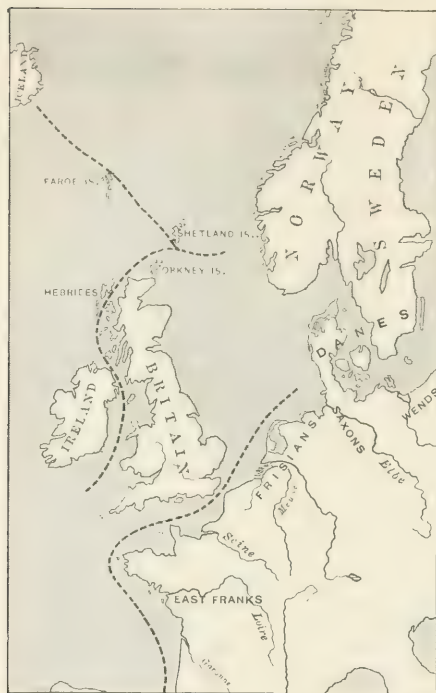 ICELAND
NORWAY
SWEDEN
FAROE IS.
SHETLAND IS.
ORKNEY IS.
HEBRIDES
DANES
BRITAIN
IRELAND
WENDS
SAXONS
FRISIANS
Elbe
Meuse
Seine
EAST FRANKS
Loire
Garonne